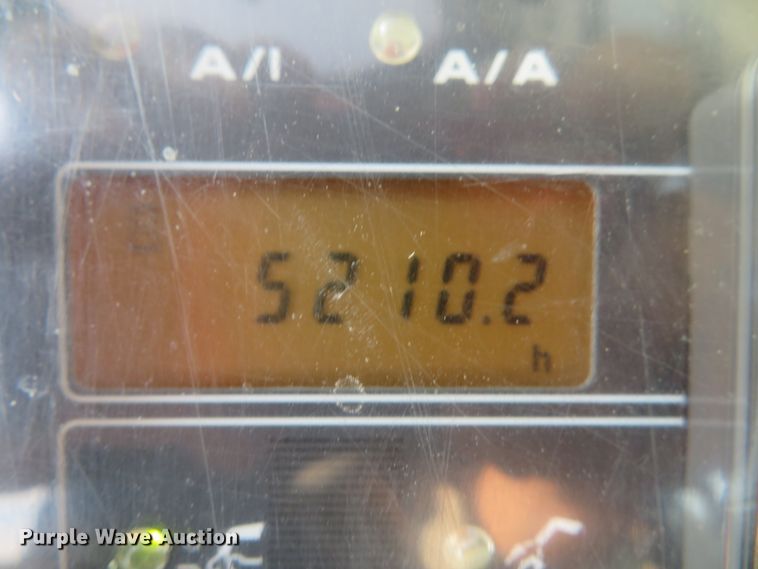 A/I A/A
5210.2
h
Purple Wave Auction